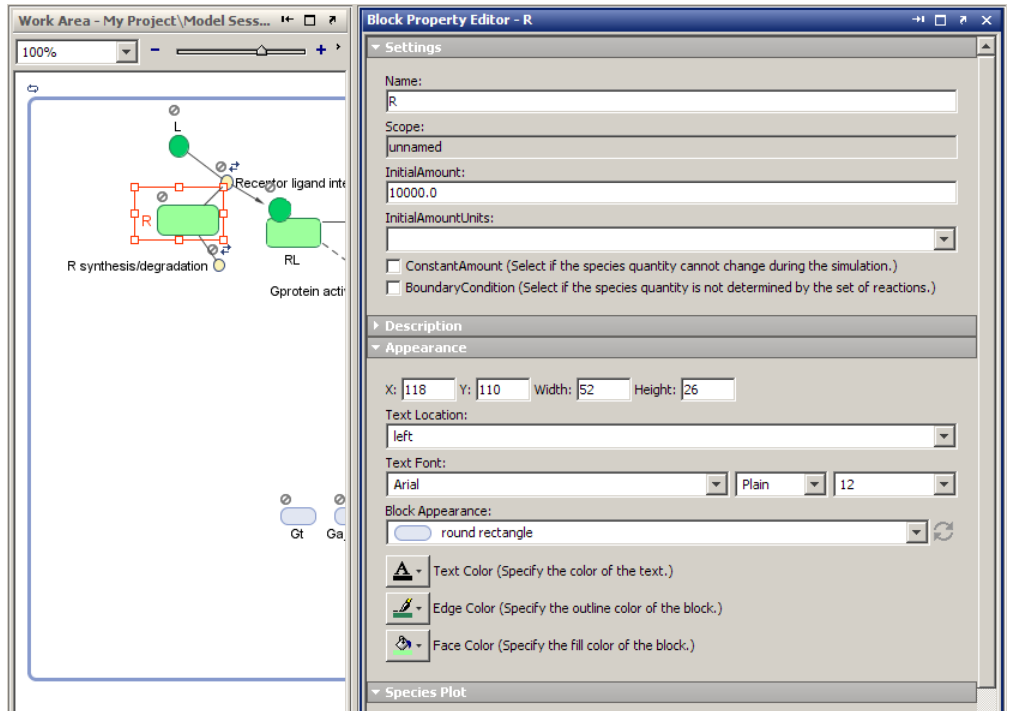 Work Area - My Project\Model Sess...
100%
L
Receptor ligand inte
R
RL
R synthesis/degradation
Gprotein acti
Gt
Ga_
Block Property Editor - R
Settings
Name:
R
Scope:
unnamed
InitialAmount:
10000.0
InitialAmountUnits:
ConstantAmount (Select if the species quantity cannot change during the simulation.)
BoundaryCondition (Select if the species quantity is not determined by the set of reactions.)
Description
Appearance
X: 118 Y: 110 Width: 52 Height: 26
Text Location:
left
Text Font:
Arial Plain 12
Block Appearance:
round rectangle
A Text Color (Specify the color of the text.)
Edge Color (Specify the outline color of the block.)
Face Color (Specify the fill color of the block.)
Species Plot